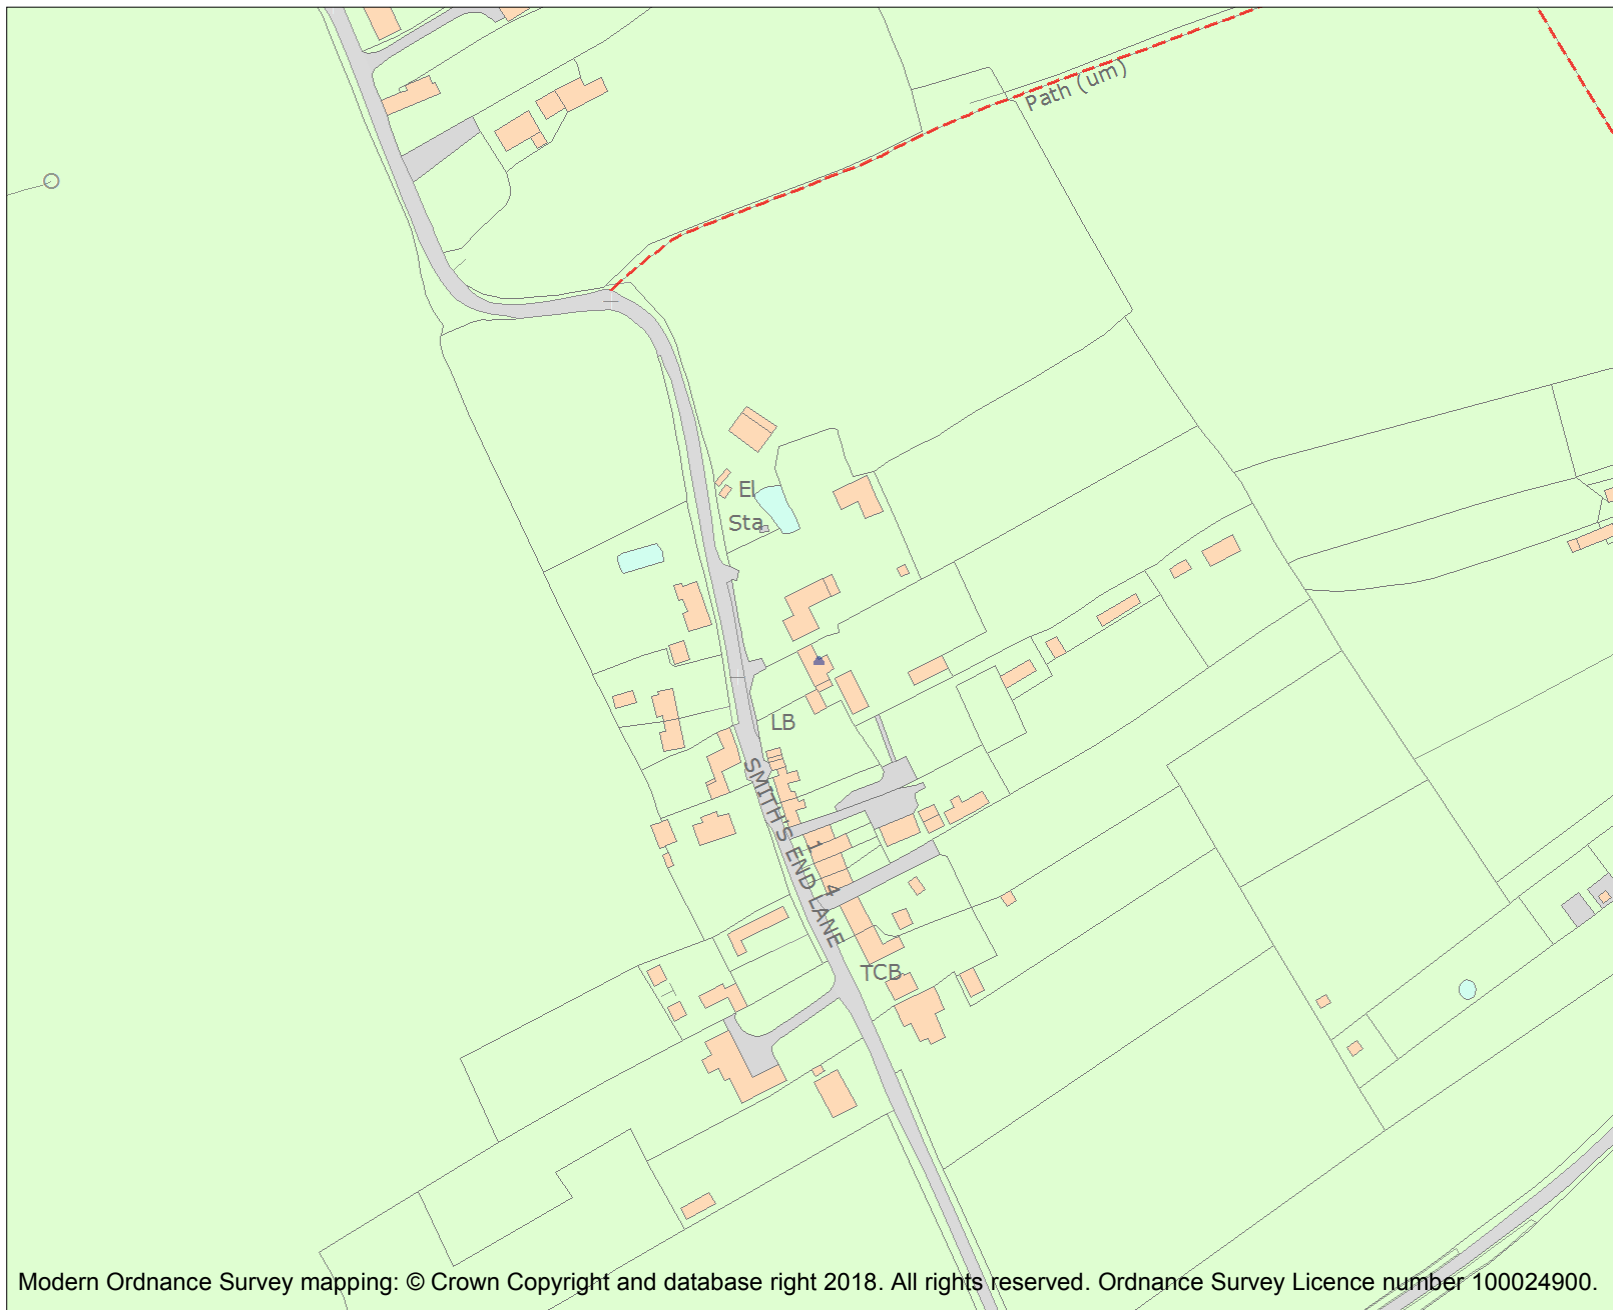 Path (um)
El
Sta
LB
SMITH'S END LANE
1
4
TCB
Modern Ordnance Survey mapping: © Crown Copyright and database right 2018. All rights reserved. Ordnance Survey Licence number 100024900.